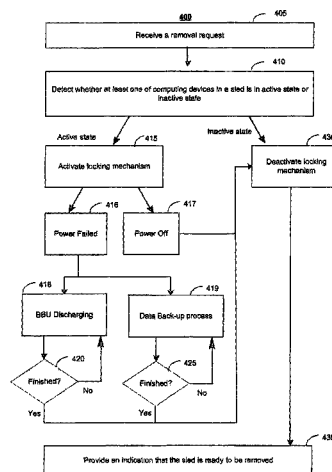 400
405
Receive a removal request
410
Detect whether at least one of computing devices in a sled is in active state or
inactive state
Active state
Inactive state
415
430
Activate locking mechanism
Deactivate locking
mechanism
416
417
Power Failed
Power Off
418
419
BBU Discharging
Data Back-up process
420
425
Finished?
No
Finished?
No
Yes
Yes
435
Provide an indication that the sled is ready to be removed